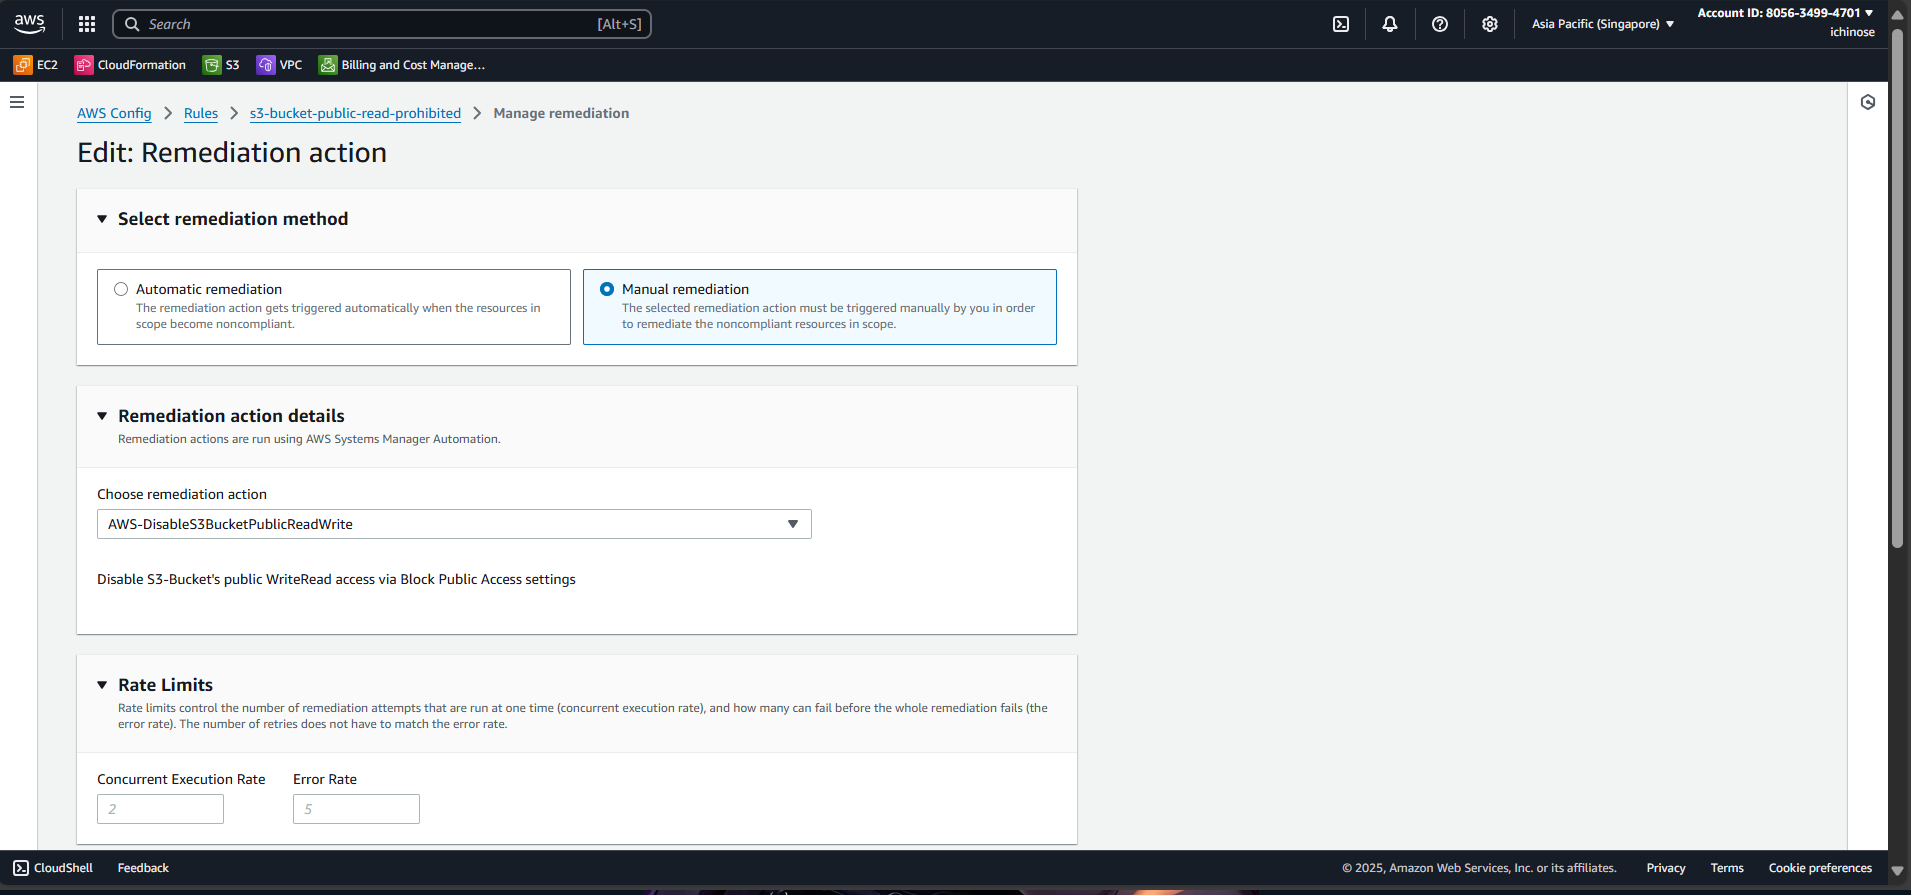 aws
Search [Alt+S]
Asia Pacific (Singapore)
Account ID: 8056-3499-4701
ichinose
EC2 CloudFormation S3 VPC Billing and Cost Manage...
AWS Config Rules s3-bucket-public-read-prohibited Manage remediation
Edit: Remediation action
Select remediation method
Automatic remediation
The remediation action gets triggered automatically when the resources in
scope become noncompliant.
Manual remediation
The selected remediation action must be triggered manually by you in order
to remediate the noncompliant resources in scope.
Remediation action details
Remediation actions are run using AWS Systems Manager Automation.
Choose remediation action
AWS-DisableS3BucketPublicReadWrite
Disable S3-Bucket's public WriteRead access via Block Public Access settings
Rate Limits
Rate limits control the number of remediation attempts that are run at one time (concurrent execution rate), and how many can fail before the whole remediation fails (the
error rate). The number of retries does not have to match the error rate.
Concurrent Execution Rate Error Rate
2 5
CloudShell Feedback © 2025, Amazon Web Services, Inc. or its affiliates. Privacy Terms Cookie preferences